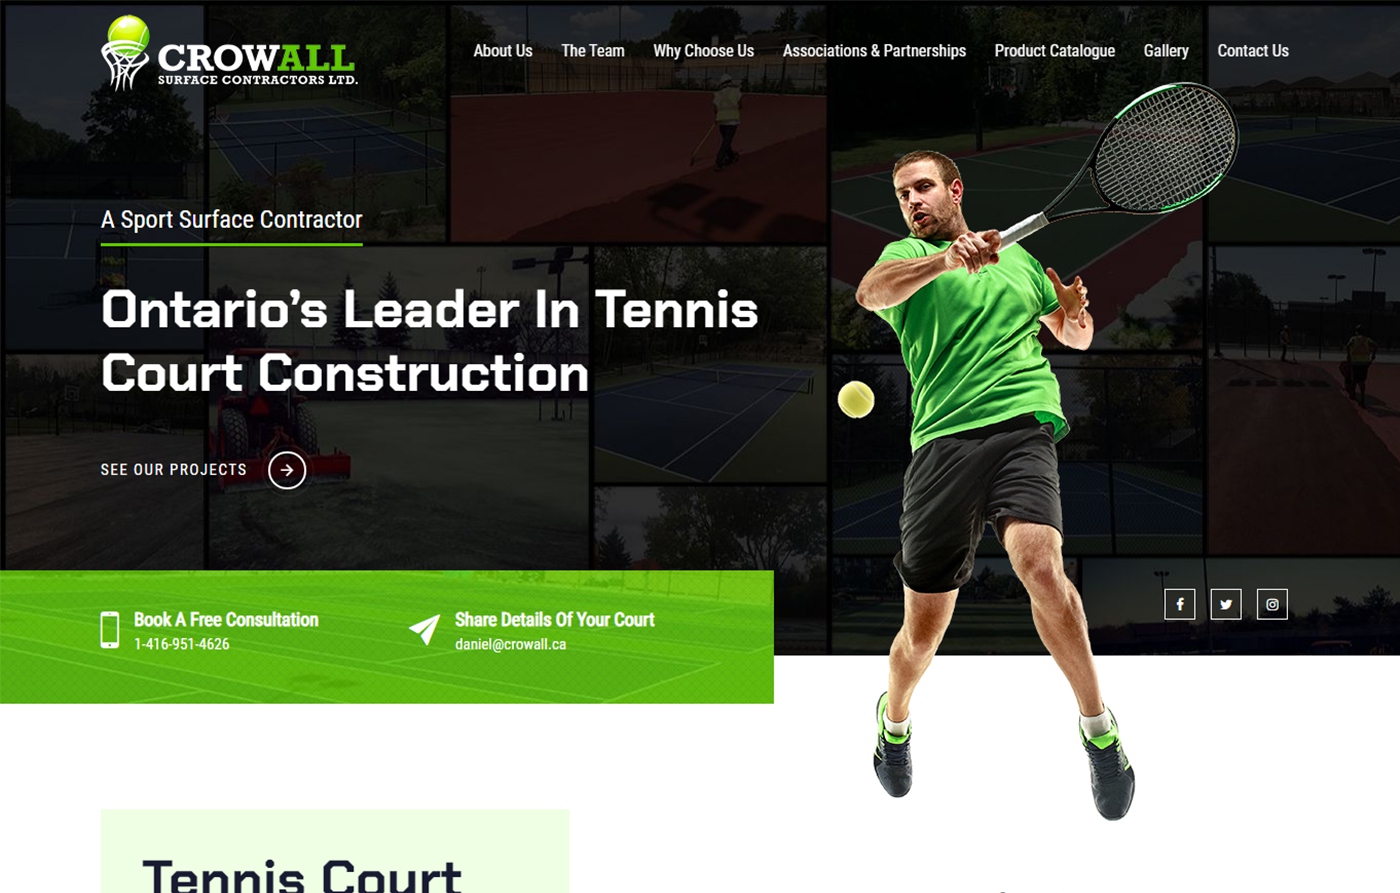 CROWALL
SURFACE CONTRACTORS LTD.
About Us
The Team
Why Choose Us
Associations & Partnerships
Product Catalogue
Gallery
Contact Us
A Sport Surface Contractor
Ontario’s Leader In Tennis
Court Construction
SEE OUR PROJECTS
Book A Free Consultation
1-416-951-4626
Share Details Of Your Court
daniel@crowall.ca
Tennis Court